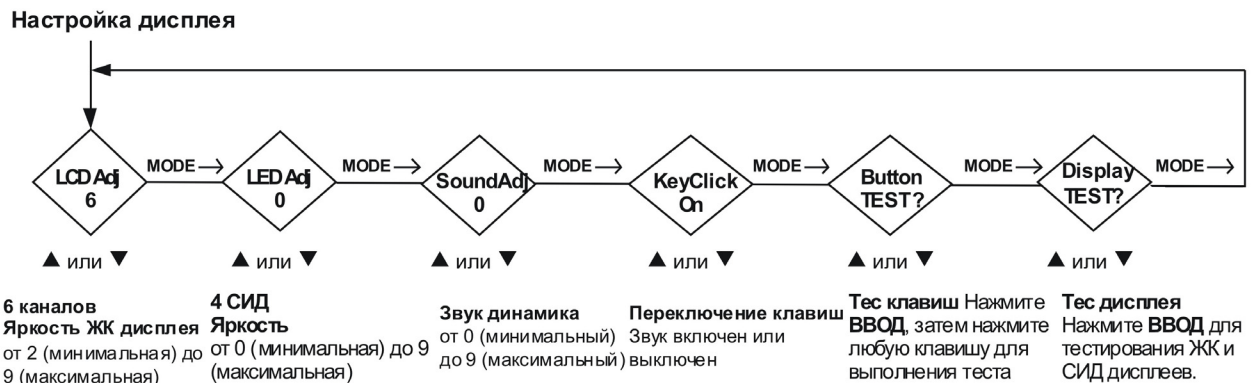 Настройка дисплея
MODE → MODE → MODE → MODE → MODE → MODE →
LCD Adj
6
LED Adj
0
SoundAdj
0
KeyClick
On
Button
TEST?
Display
TEST?
▲ или ▼ ▲ или ▼ ▲ или ▼ ▲ или ▼ ▲ или ▼ ▲ или ▼
6 каналов
Яркость ЖК дисплея
от 2 (минимальная) до
9 (максимальная)
4 СИД
Яркость
от 0 (минимальная) до 9
(максимальная)
Звук динамика
от 0 (минимальный)
до 9 (максимальный)
Переключение клавиш
Звук включен или
выключен
Тес клавиш Нажмите
ВВОД, затем нажмите
любую клавишу для
выполнения теста
Тес дисплея
Нажмите ВВОД для
тестирования ЖК и
СИД дисплеев.